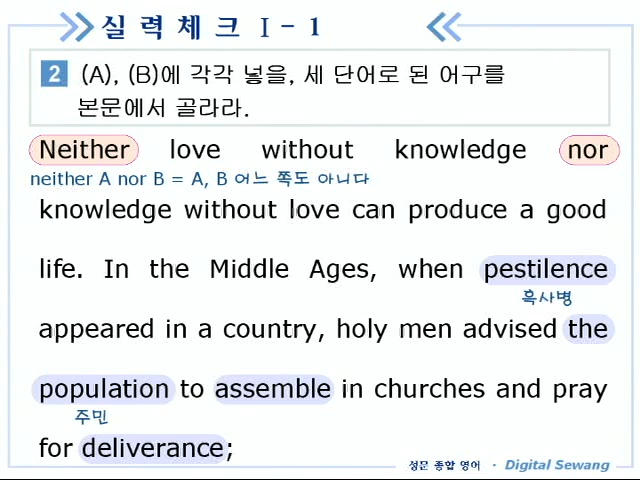 실력체크 I - 1
2 (A), (B)에 각각 넣을, 세 단어로 된 어구를
본문에서 골라라.
Neither love without knowledge nor
neither A nor B = A, B 어느 쪽도 아니다
knowledge without love can produce a good
life. In the Middle Ages, when pestilence
흑사병
appeared in a country, holy men advised the
population to assemble in churches and pray
주민
for deliverance;
성문 종합 영어 · Digital Sewang